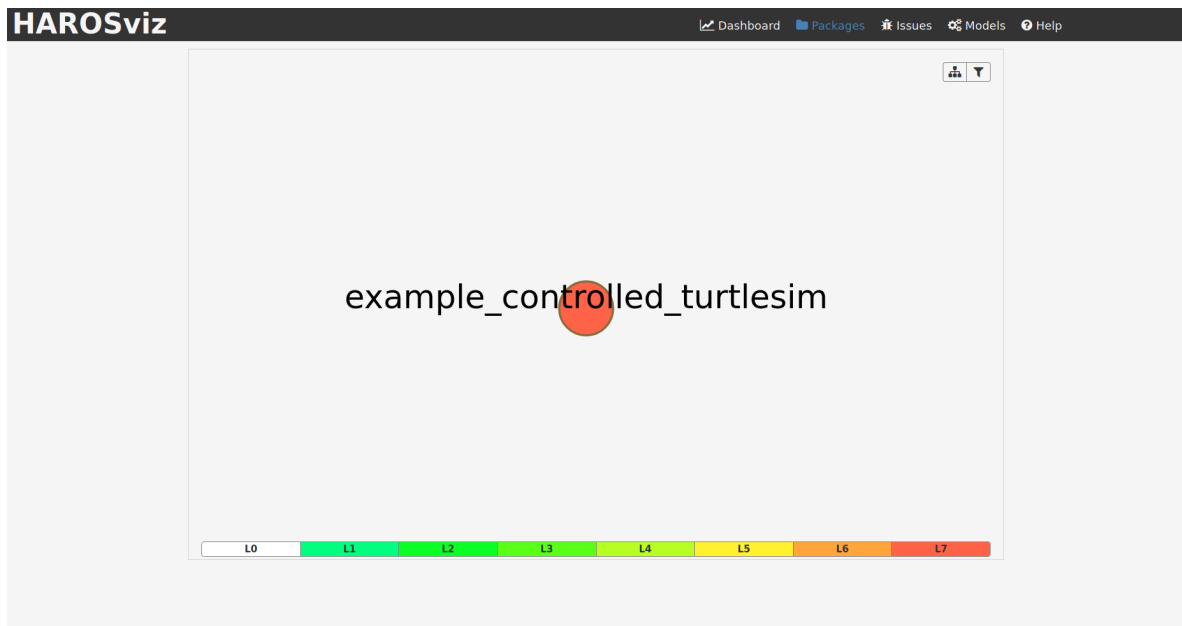 HAROSviz Dashboard Packages Issues Models Help
example_controlled_turtlesim
L0 L1 L2 L3 L4 L5 L6 L7